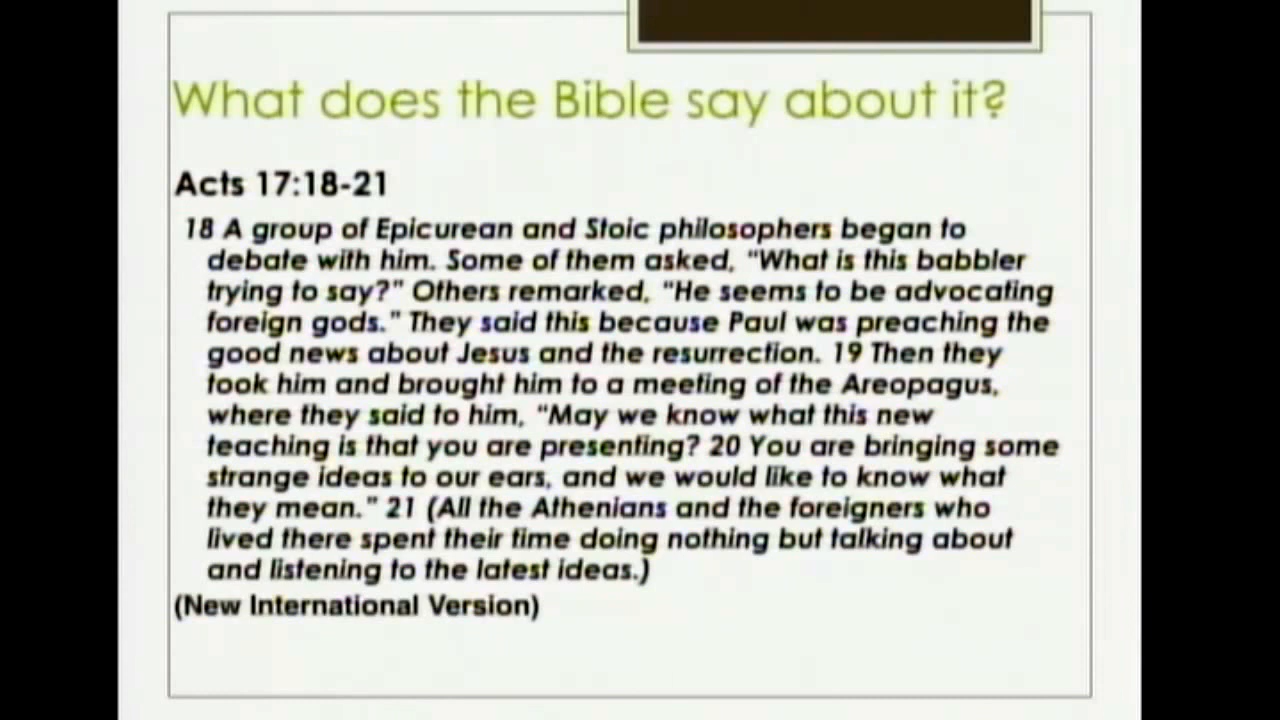 What does the Bible say about it?
Acts 17:18-21
18 A group of Epicurean and Stoic philosophers began to
debate with him. Some of them asked, "What is this babbler
trying to say?" Others remarked, "He seems to be advocating
foreign gods." They said this because Paul was preaching the
good news about Jesus and the resurrection. 19 Then they
took him and brought him to a meeting of the Areopagus,
where they said to him, "May we know what this new
teaching is that you are presenting? 20 You are bringing some
strange ideas to our ears, and we would like to know what
they mean." 21 (All the Athenians and the foreigners who
lived there spent their time doing nothing but talking about
and listening to the latest ideas.)
(New International Version)